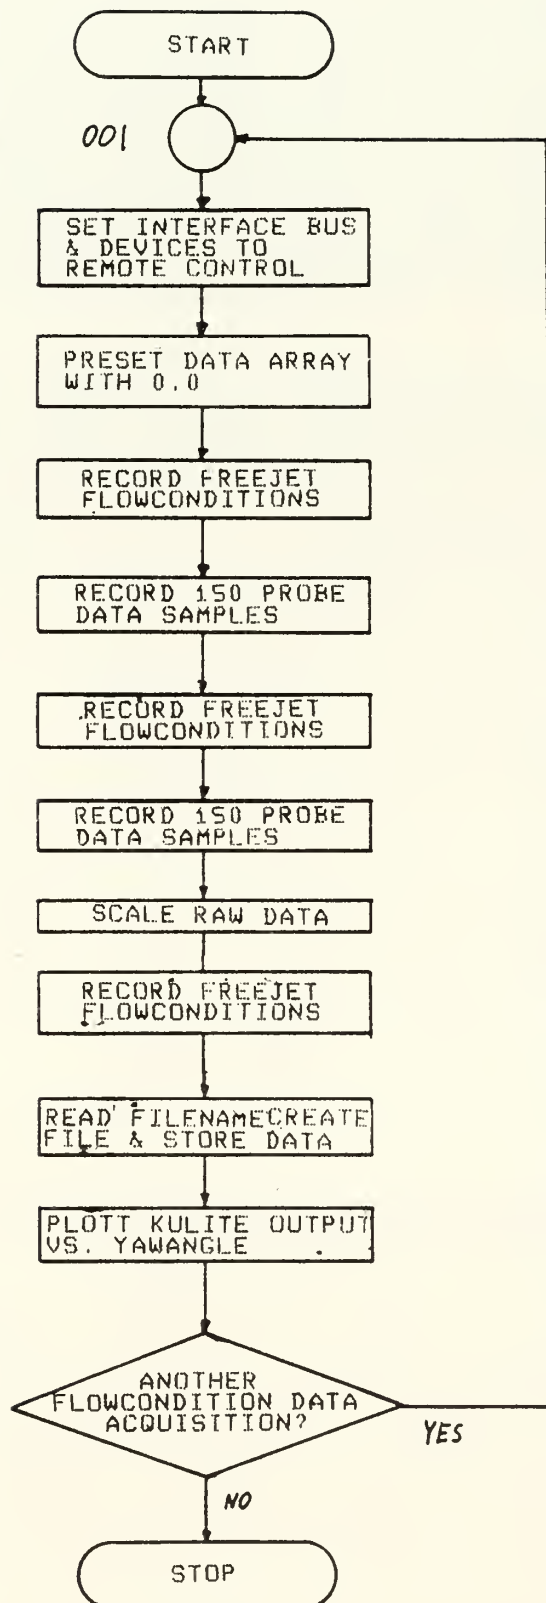 START
001
SET INTERFACE BUS
& DEVICES TO
REMOTE CONTROL
PRESET DATA ARRAY
WITH 0.0
RECORD FREEJET
FLOWCONDITIONS
RECORD 150 PROBE
DATA SAMPLES
RECORD FREEJET
FLOWCONDITIONS
RECORD 150 PROBE
DATA SAMPLES
SCALE RAW DATA
RECORD FREEJET
FLOWCONDITIONS
READ FILENAMECREATE
FILE & STORE DATA
PLOTT KULITE OUTPUT
VS. YAWANGLE
ANOTHER
FLOWCONDITION DATA
ACQUISITION?
YES
NO
STOP